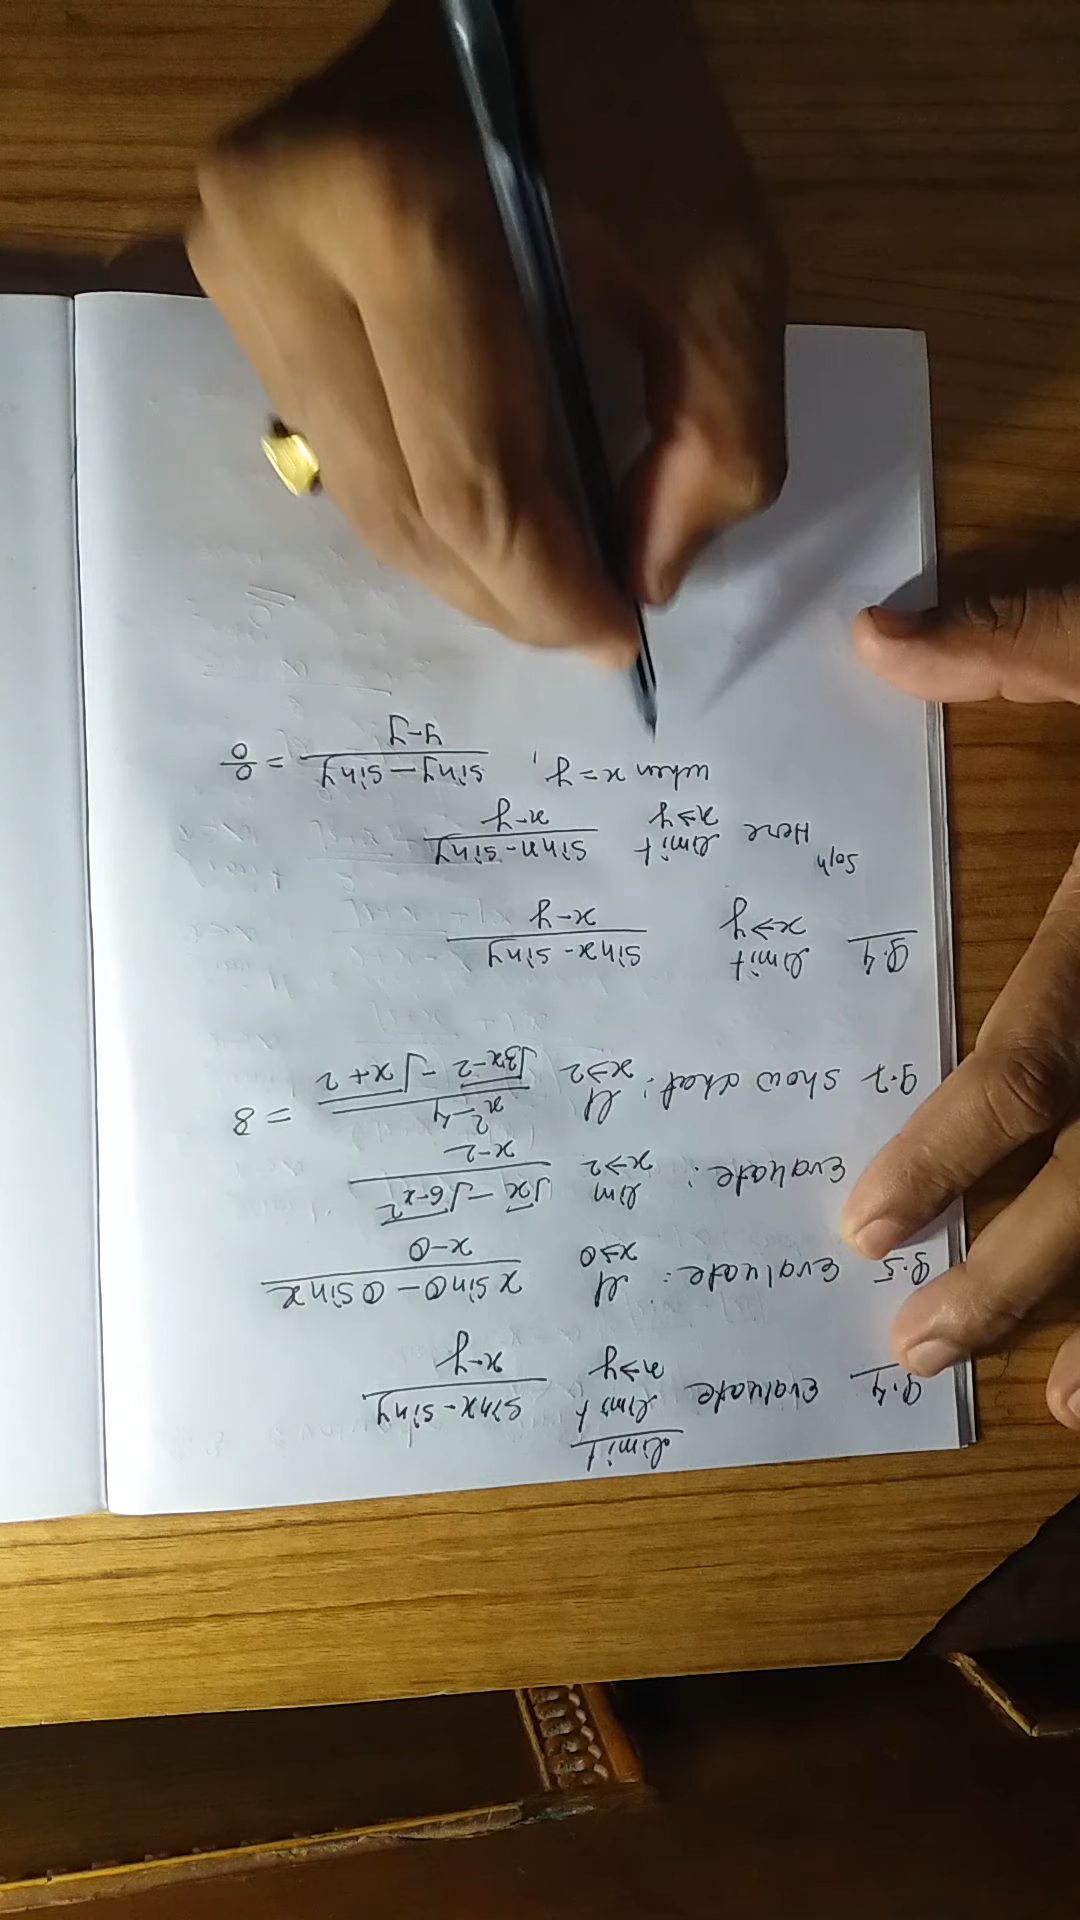 limit
Q.4 Evaluate limit x→y sinx - siny / x-y
Q.5 Evaluate: lt x→θ x sinθ - θ sinx / x-θ
Evaluate: lim x→2 √x - √6-x² / x-2
Q.7 show that: lt x→2 x²-4 / √3x-2 - √x+2 = 8
Q.4 limit x→y sinx - siny / x-y
Soln Here limit x→y sinx - siny / x-y
when x = y, siny - siny / y-y = 0/0